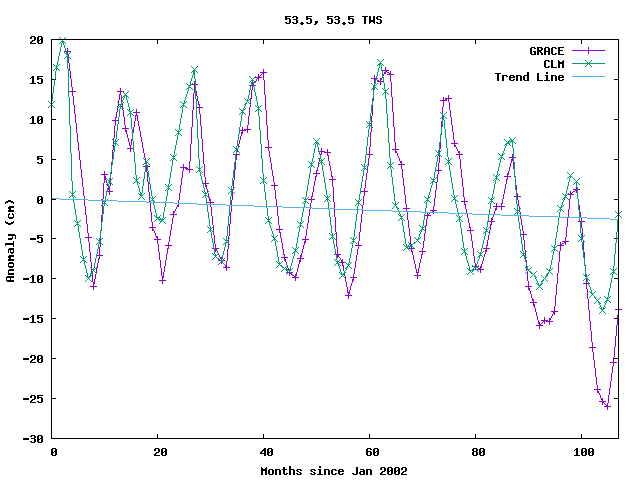 53.5, 53.5 TWS
GRACE
CLM
Trend Line
20
15
10
5
0
-5
-10
-15
-20
-25
-30
Anomaly (cm)
0 20 40 60 80 100
Months since Jan 2002